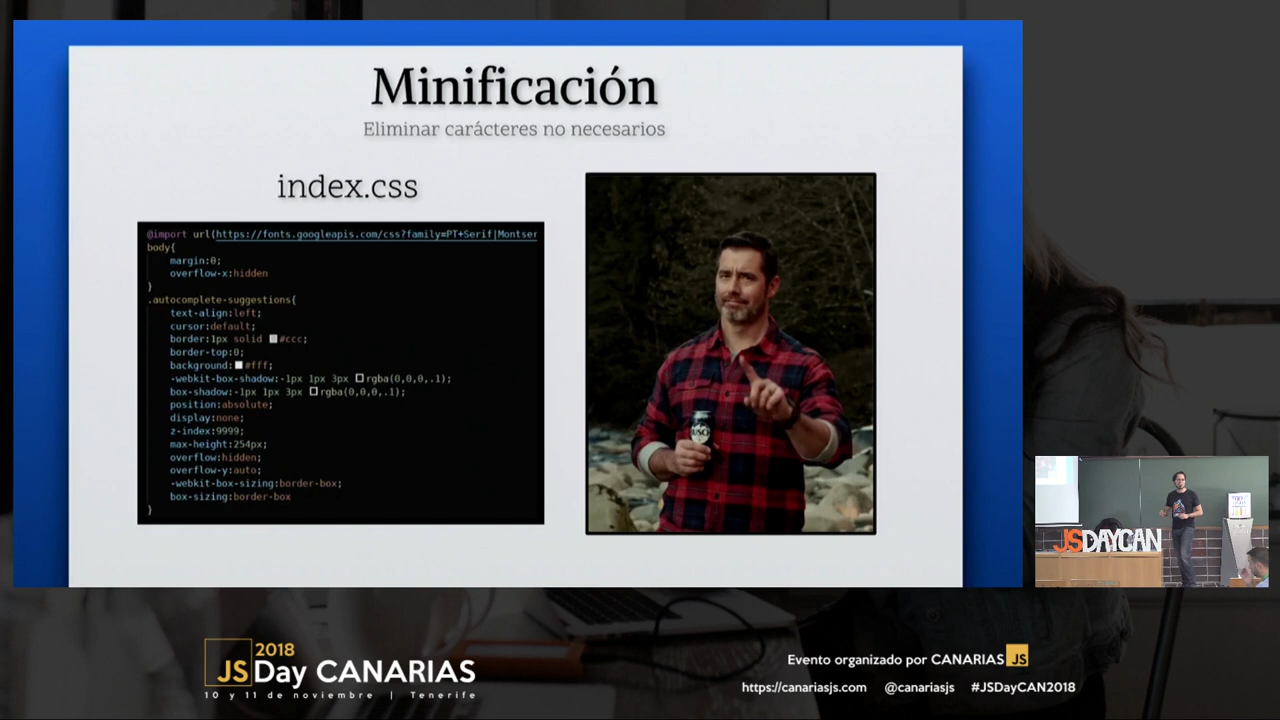 Minificación
Eliminar carácteres no necesarios
index.css
@import url(https://fonts.googleapis.com/css?family=PT+Serif|Montser
body{
margin:0;
overflow-x:hidden
}
.autocomplete-suggestions{
text-align:left;
cursor:default;
border:1px solid #ccc;
border-top:0;
background:#fff;
-webkit-box-shadow:-1px 1px 3px rgba(0,0,0,.1);
box-shadow:-1px 1px 3px rgba(0,0,0,.1);
position:absolute;
display:none;
z-index:9999;
max-height:254px;
overflow:hidden;
overflow-y:auto;
-webkit-box-sizing:border-box;
box-sizing:border-box
}
BUSCH
JSDAYCAN
2018
JSDay CANARIAS
10 y 11 de noviembre | Tenerife
Evento organizado por CANARIAS JS
https://canariasjs.com @canariasjs #JSDayCAN2018